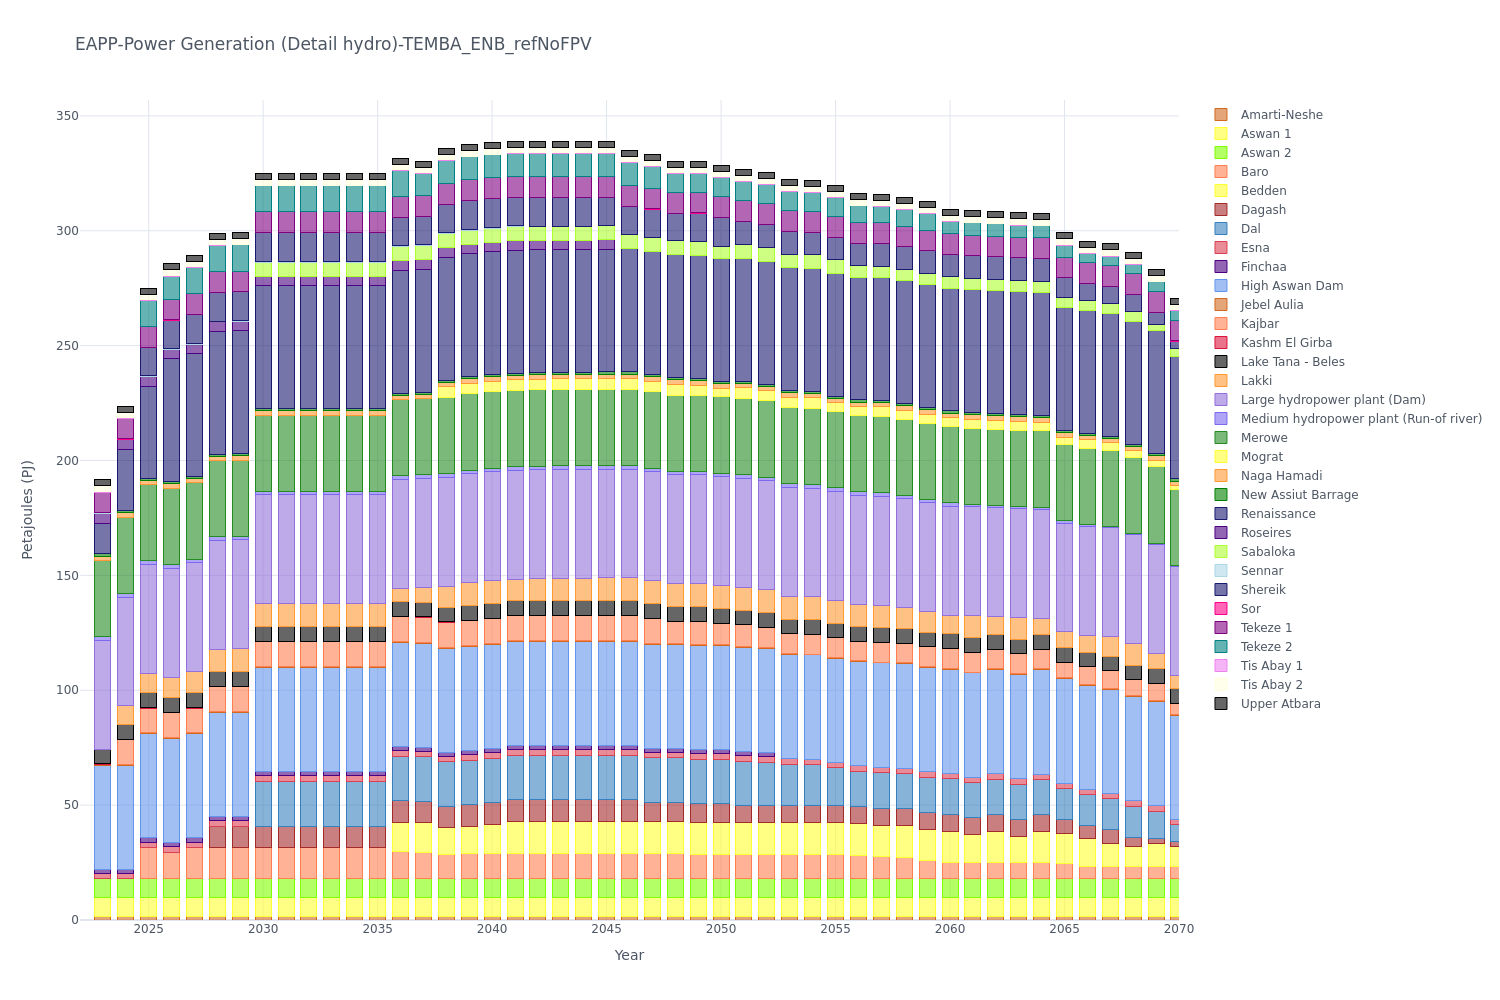 EAPP-Power Generation (Detail hydro)-TEMBA_ENB_refNoFPV
Petajoules (PJ)
350
300
250
200
150
100
50
0
2025
2030
2035
2040
2045
2050
2055
2060
2065
2070
Year
Amarti-Neshe
Aswan 1
Aswan 2
Baro
Bedden
Dagash
Dal
Esna
Finchaa
High Aswan Dam
Jebel Aulia
Kajbar
Kashm El Girba
Lake Tana - Beles
Lakki
Large hydropower plant (Dam)
Medium hydropower plant (Run-of river)
Merowe
Mograt
Naga Hamadi
New Assiut Barrage
Renaissance
Roseires
Sabaloka
Sennar
Shereik
Sor
Tekeze 1
Tekeze 2
Tis Abay 1
Tis Abay 2
Upper Atbara